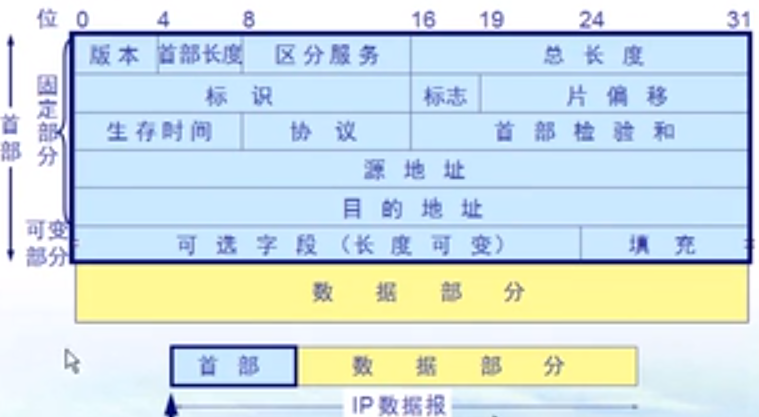 位 0 4 8 16 19 24 31
版本 首部长度 区分服务 总长度
标识 标志 片偏移
生存时间 协议 首部检验和
源地址
目的地址
可选字段（长度可变） 填充
数据部分
首部
固定部分
可变部分
首部 数据部分
IP数据报